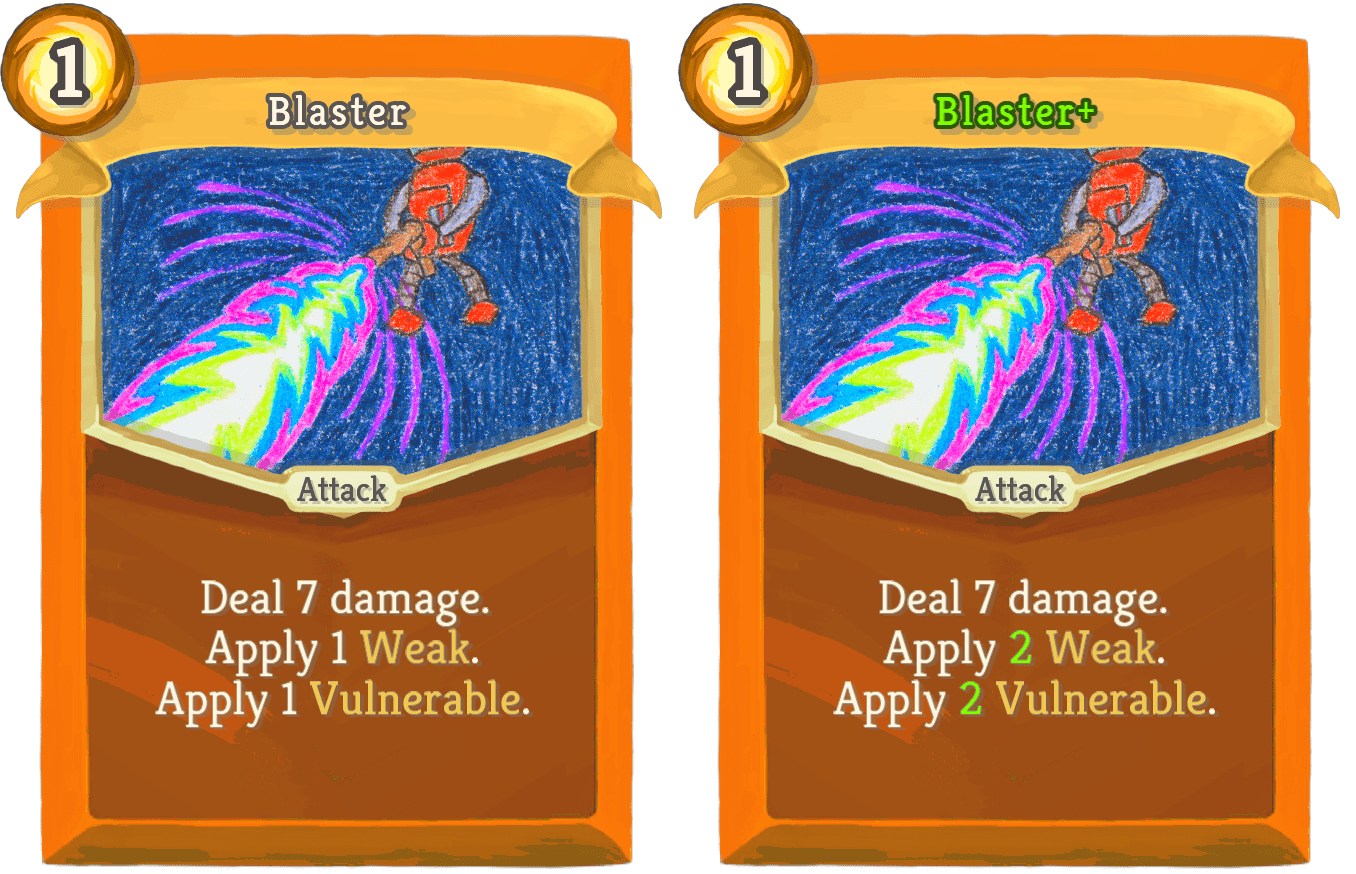 1
Blaster
Attack
Deal 7 damage.
Apply 1 Weak.
Apply 1 Vulnerable.
1
Blaster+
Attack
Deal 7 damage.
Apply 2 Weak.
Apply 2 Vulnerable.